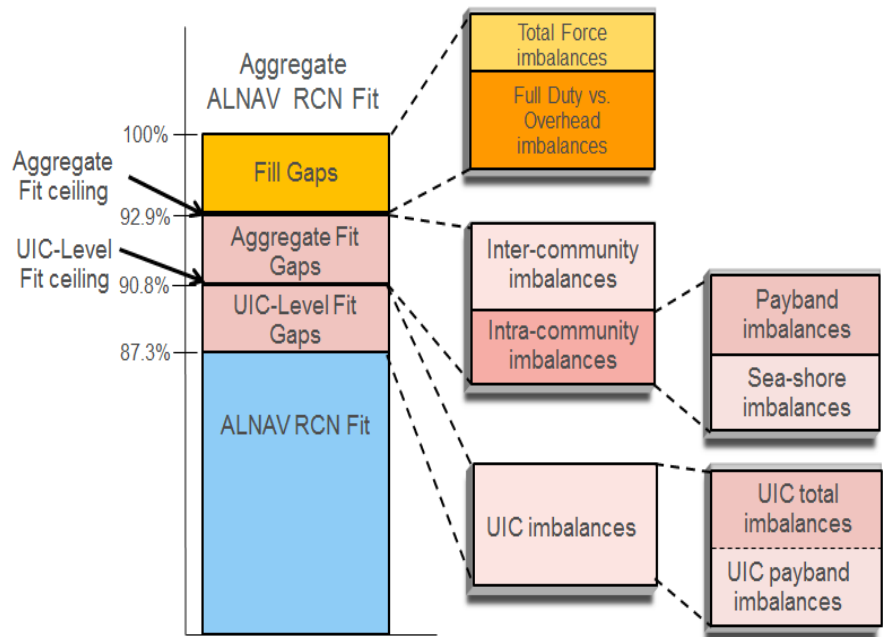 Aggregate
ALNAV RCN Fit
100%
Aggregate
Fit ceiling
92.9%
UIC-Level
Fit ceiling
90.8%
87.3%
Fill Gaps
Aggregate Fit
Gaps
UIC-Level Fit
Gaps
ALNAV RCN Fit
Total Force
imbalances
Full Duty vs.
Overhead
imbalances
Inter-community
imbalances
Intra-community
imbalances
Payband
imbalances
Sea-shore
imbalances
UIC imbalances
UIC total
imbalances
UIC payband
imbalances